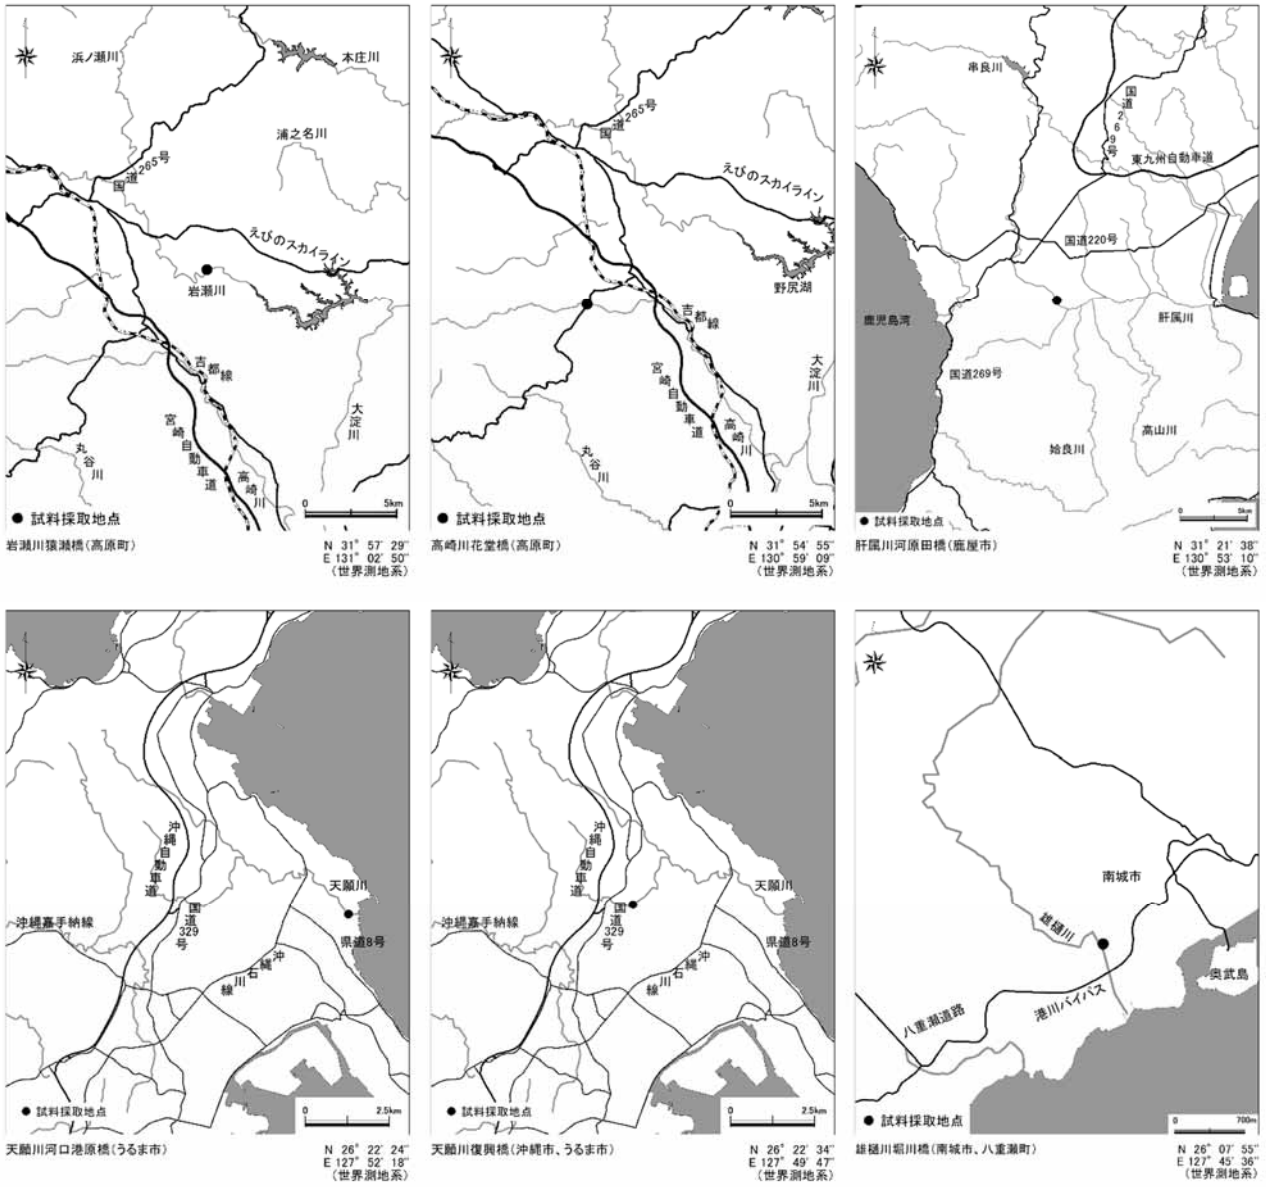 浜ノ瀬川
本庄川
浦之名川
国道265号
えびのスカイライン
岩瀬川
吉都線
宮崎自動車道
大淀川
丸谷川
高崎川
0 5km
●試料採取地点
岩瀬川猿瀬橋(高原町)
N 31° 57′ 29″
E 131° 02′ 50″
(世界測地系)
国道265号
えびのスカイライン
野尻湖
吉都線
宮崎自動車道
大淀川
高崎川
丸谷川
0 5km
●試料採取地点
高崎川花堂橋(高原町)
N 31° 54′ 55″
E 130° 59′ 09″
(世界測地系)
串良川
国道269号
東九州自動車道
国道220号
鹿児島湾
肝属川
国道269号
高山川
姶良川
0 5km
●試料採取地点
肝属川河原田橋(鹿屋市)
N 31° 21′ 38″
E 130° 53′ 10″
(世界測地系)
沖縄自動車道
天願川
国道329号
沖縄嘉手納線
県道8号
沖縄石川線
0 2.5km
●試料採取地点
天願川河口港原橋(うるま市)
N 26° 22′ 24″
E 127° 52′ 18″
(世界測地系)
沖縄自動車道
天願川
国道329号
沖縄嘉手納線
県道8号
沖縄石川線
0 2.5km
●試料採取地点
天願川復興橋(沖縄市、うるま市)
N 26° 22′ 34″
E 127° 49′ 47″
(世界測地系)
南城市
雄樋川
奥武島
港川バイパス
八重瀬道路
0 700m
●試料採取地点
雄樋川堀川橋(南城市、八重瀬町)
N 26° 07′ 55″
E 127° 45′ 36″
(世界測地系)